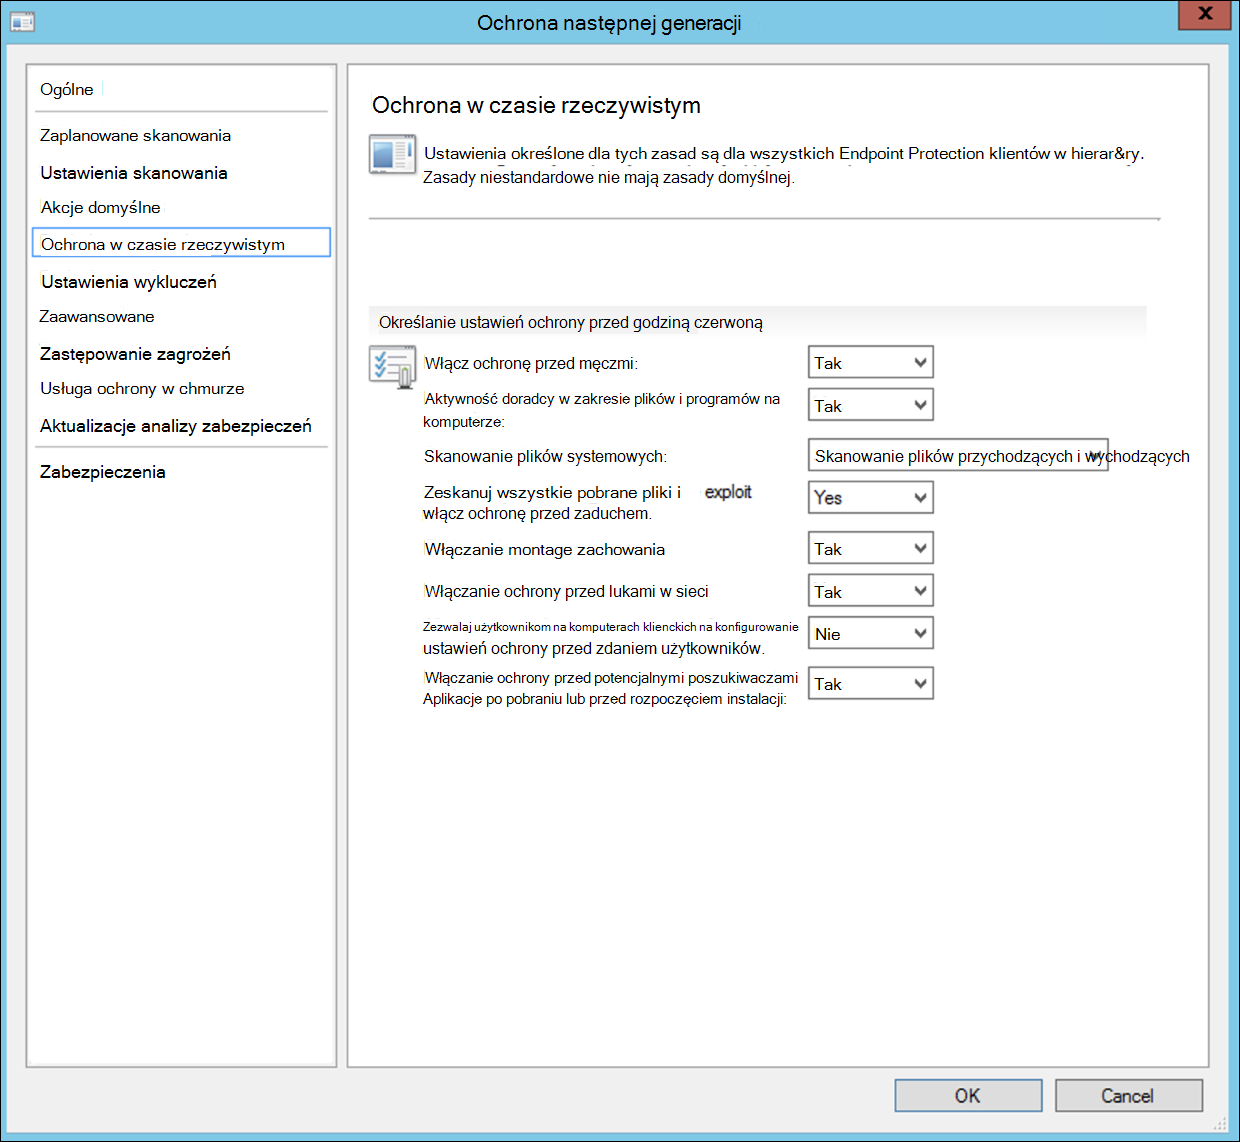 Ochrona następnej generacji
X
Ogólne
Zaplanowane skanowania
Ustawienia skanowania
Akcje domyślne
Ochrona w czasie rzeczywistym
Ustawienia wykluczeń
Zaawansowane
Zastępowanie zagrożeń
Usługa ochrony w chmurze
Aktualizacje analizy zabezpieczeń
Zabezpieczenia
Ochrona w czasie rzeczywistym
Ustawienia określone dla tych zasad są dla wszystkich Endpoint Protection klientów w hierar&ry.
Zasady niestandardowe nie mają zasady domyślnej.
Określanie ustawień ochrony przed godziną czerwoną
Włącz ochronę przed męczmi: Tak
Aktywność doradcy w zakresie plików i programów na
komputerze: Tak
Skanowanie plików systemowych: Skanowanie plików przychodzących i wychodzących
Zeskanuj wszystkie pobrane pliki i exploit
włącz ochronę przed zaduchem. Yes
Włączanie montage zachowania Tak
Włączanie ochrony przed lukami w sieci Tak
Zezwalaj użytkownikom na komputerach klienckich na konfigurowanie
ustawień ochrony przed zdaniem użytkowników. Nie
Włączanie ochrony przed potencjalnymi poszukiwaczami
Aplikacje po pobraniu lub przed rozpoczęciem instalacji: Tak
OK Cancel